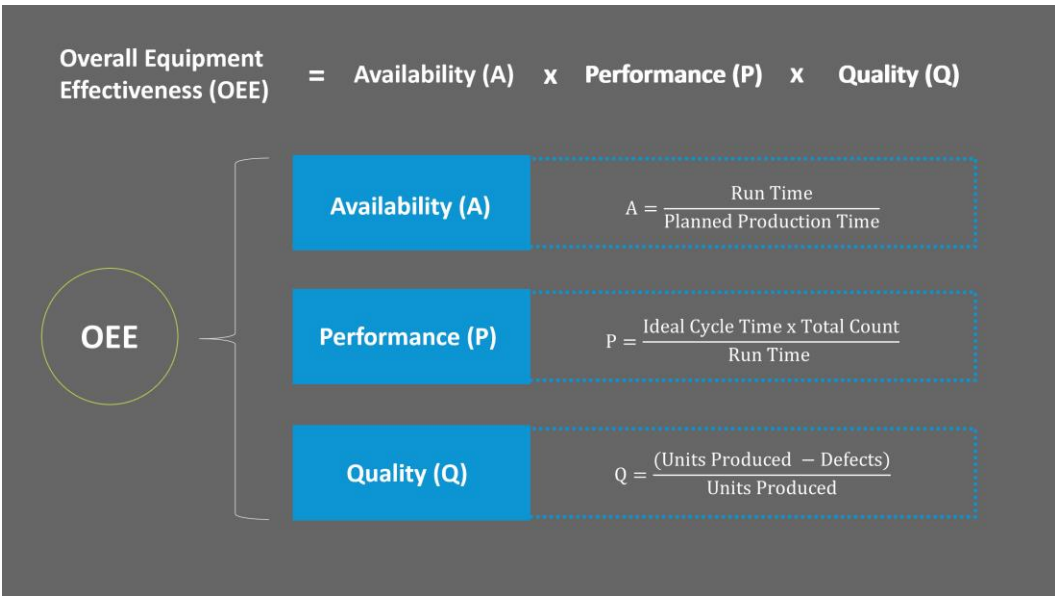 Overall Equipment
Effectiveness (OEE)
= Availability (A) x Performance (P) x Quality (Q)
OEE
Availability (A)
A = Run Time / Planned Production Time
Performance (P)
P = Ideal Cycle Time x Total Count / Run Time
Quality (Q)
Q = (Units Produced − Defects) / Units Produced